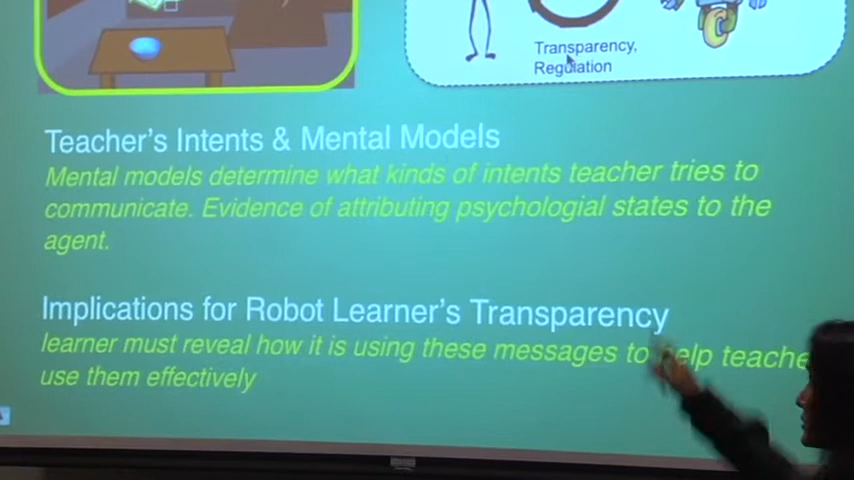 Transparency,
Regulation
Teacher's Intents & Mental Models
Mental models determine what kinds of intents teacher tries to
communicate. Evidence of attributing psychologial states to the
agent.
Implications for Robot Learner's Transparency
learner must reveal how it is using these messages to help teache
use them effectively